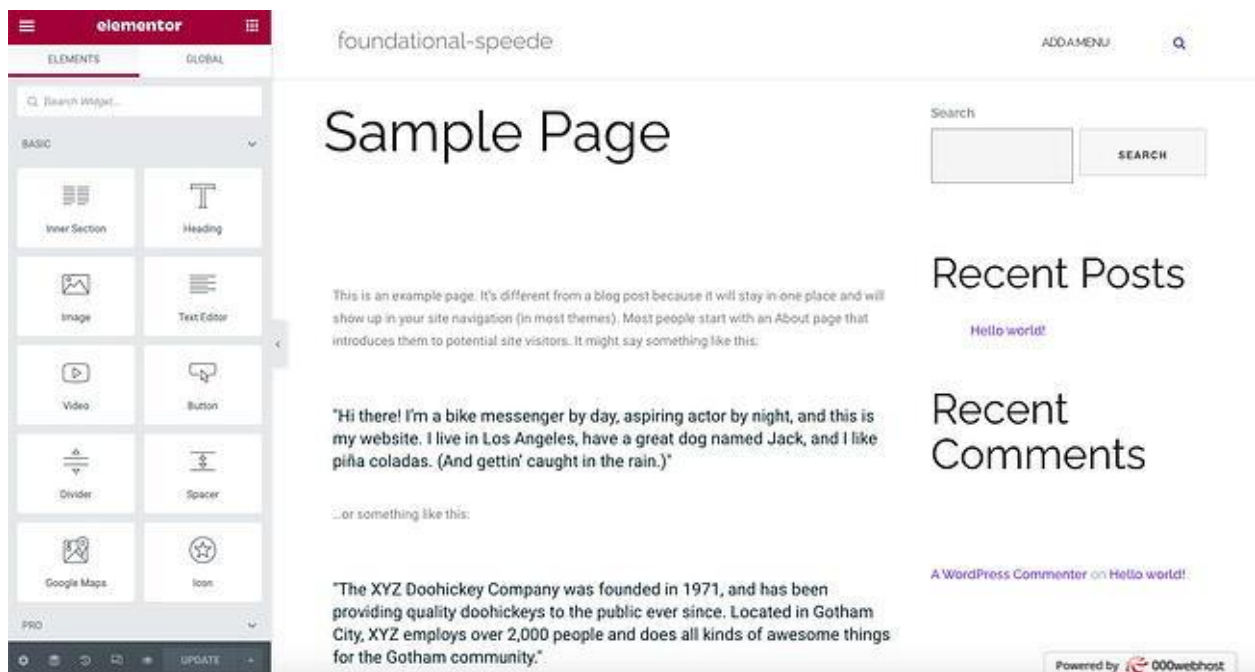 elementor
ELEMENTS GLOBAL
Search Widget...
BASIC
Inner Section Heading
Image Text Editor
Video Button
Divider Spacer
Google Maps Icon
PRO
UPDATE
foundational-speede
ADD A MENU
Sample Page
This is an example page. It's different from a blog post because it will stay in one place and will
show up in your site navigation (in most themes). Most people start with an About page that
introduces them to potential site visitors. It might say something like this:
"Hi there! I'm a bike messenger by day, aspiring actor by night, and this is
my website. I live in Los Angeles, have a great dog named Jack, and I like
piña coladas. (And gettin' caught in the rain.)"
...or something like this:
"The XYZ Doohickey Company was founded in 1971, and has been
providing quality doohickeys to the public ever since. Located in Gotham
City, XYZ employs over 2,000 people and does all kinds of awesome things
for the Gotham community."
Search
SEARCH
Recent Posts
Hello world!
Recent
Comments
A WordPress Commenter on Hello world!
Powered by 000webhost